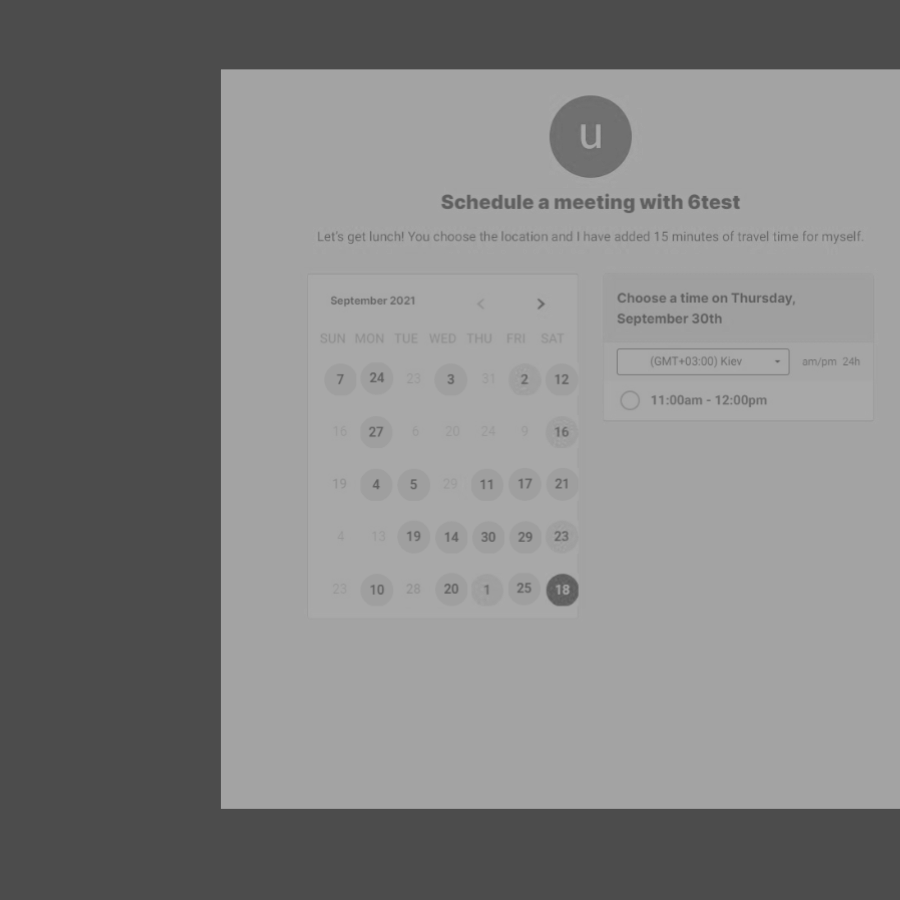 u
Schedule a meeting with 6test
Let's get lunch! You choose the location and I have added 15 minutes of travel time for myself.
September 2021
SUN MON TUE WED THU FRI SAT
7 24 23 3 31 2 12
16 27 6 20 24 9 16
19 4 5 29 11 17 21
4 13 19 14 30 29 23
23 10 28 20 1 25 18
Choose a time on Thursday,
September 30th
(GMT+03:00) Kiev am/pm 24h
11:00am - 12:00pm